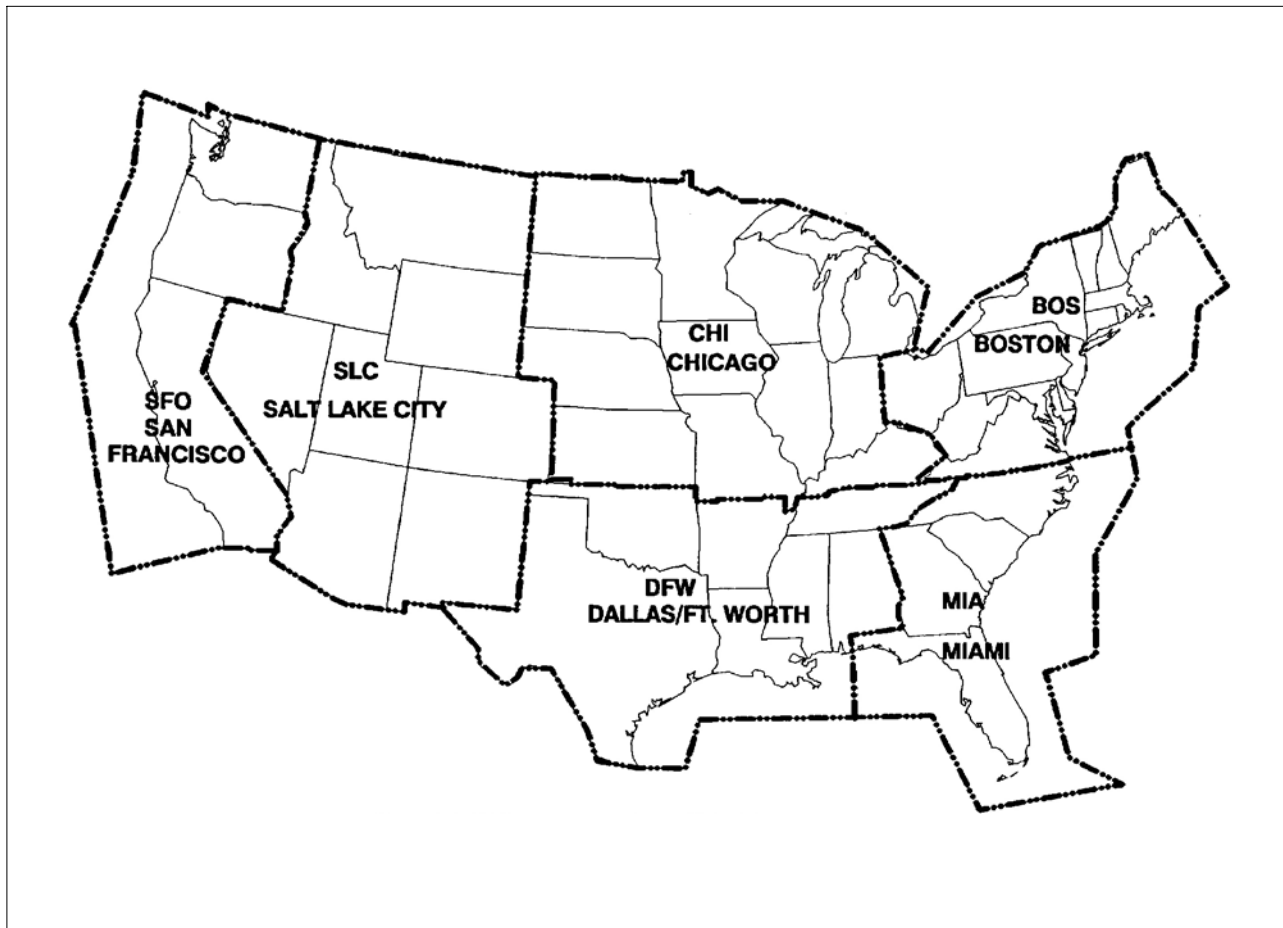 BOS
BOSTON
CHI
CHICAGO
SLC
SALT LAKE CITY
SFO
SAN
FRANCISCO
DFW
DALLAS/FT. WORTH
MIA
MIAMI